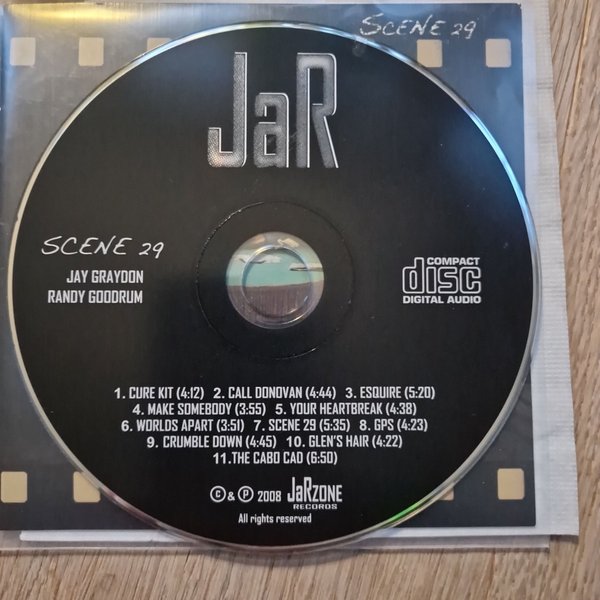 SCENE 29
JaR
SCENE 29
JAY GRAYDON
RANDY GOODRUM
COMPACT
disc
DIGITAL AUDIO
1. CURE KIT (4:12) 2. CALL DONOVAN (4:44) 3. ESQUIRE (5:20)
4. MAKE SOMEBODY (3:55) 5. YOUR HEARTBREAK (4:38)
6. WORLDS APART (3:51) 7. SCENE 29 (5:35) 8. GPS (4:23)
9. CRUMBLE DOWN (4:45) 10. GLEN'S HAIR (4:22)
11.THE CABO CAD (6:50)
© & ℗ 2008 JaRZONE
RECORDS
All rights reserved